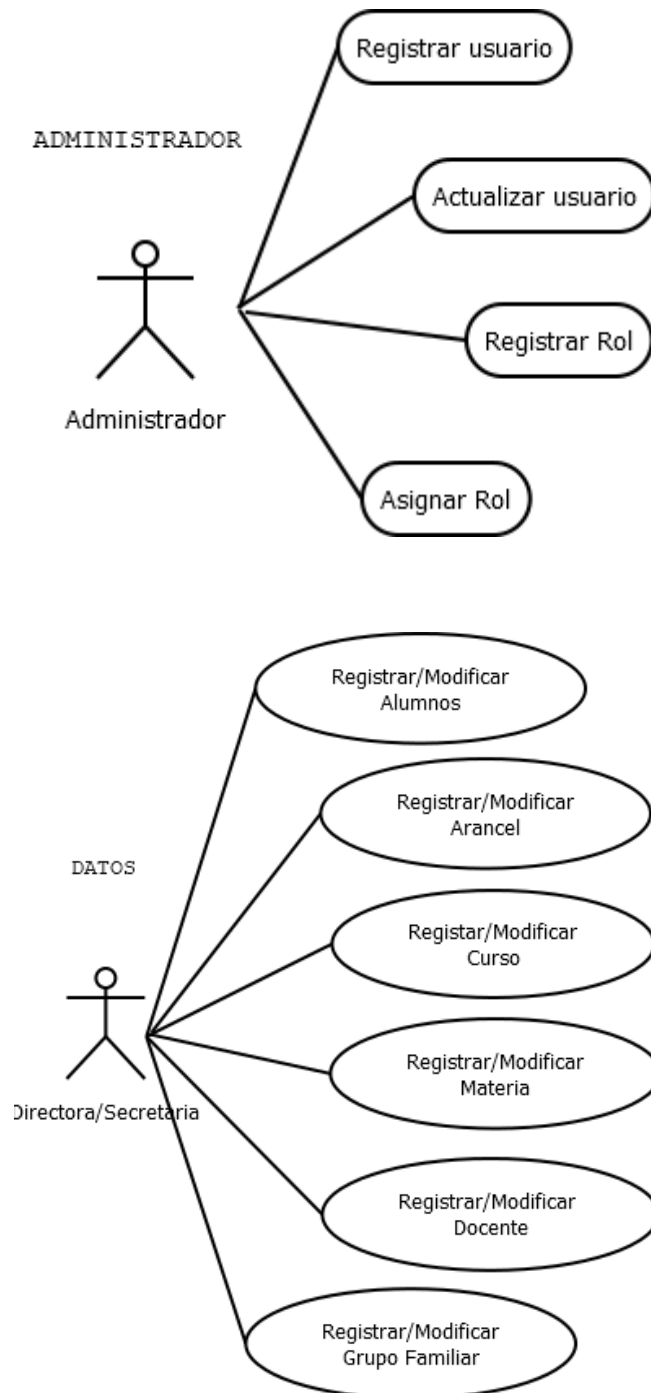 Registrar usuario
ADMINISTRADOR
Actualizar usuario
Registrar Rol
Administrador
Asignar Rol
Registrar/Modificar
Alumnos
Registrar/Modificar
Arancel
DATOS
Registar/Modificar
Curso
Registrar/Modificar
Materia
Directora/Secretaria
Registrar/Modificar
Docente
Registrar/Modificar
Grupo Familiar